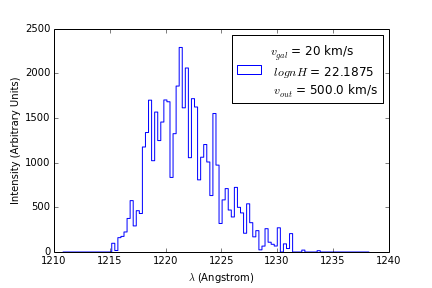 2500
2000
1500
1000
500
0
Intensity (Arbitrary Units)
v_gal = 20 km/s
lognH = 22.1875
v_out = 500.0 km/s
1210 1215 1220 1225 1230 1235 1240
λ (Angstrom)